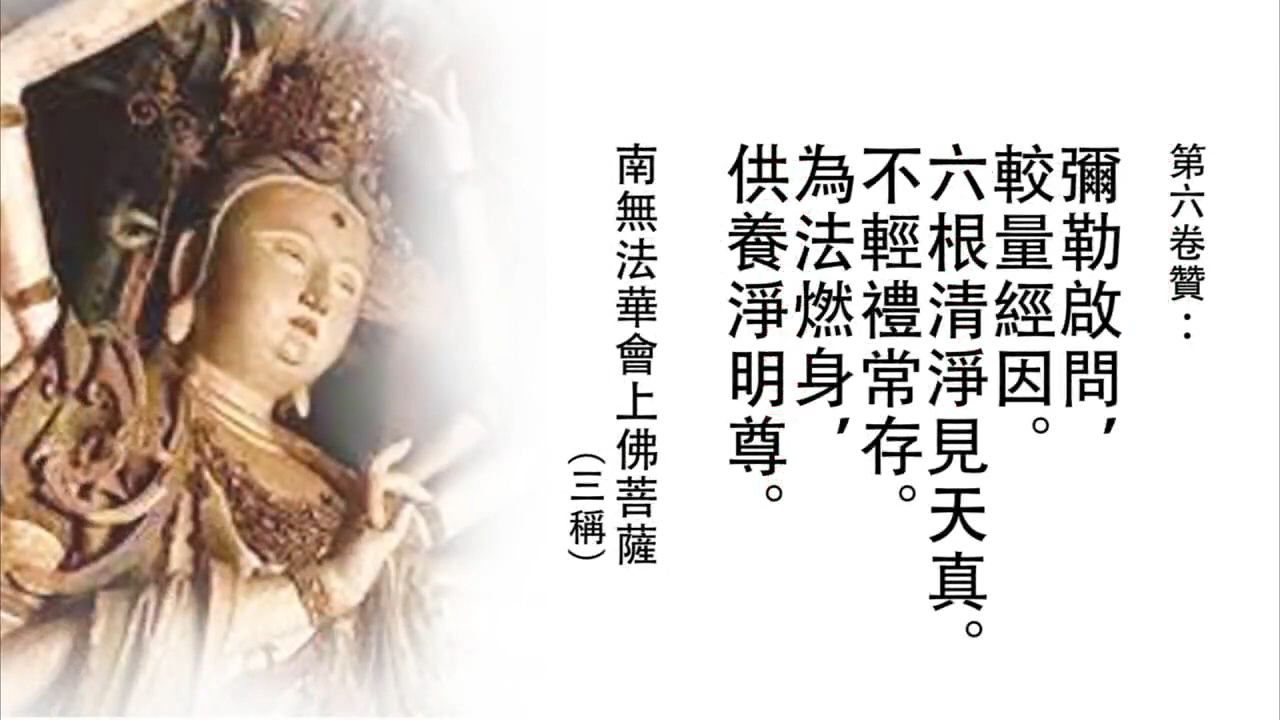 第六卷贊：
彌勒啟問，
較量經因。
六根清淨見天真。
不輕禮常存。
為法燃身，
供養淨明尊。
南無法華會上佛菩薩
（三稱）